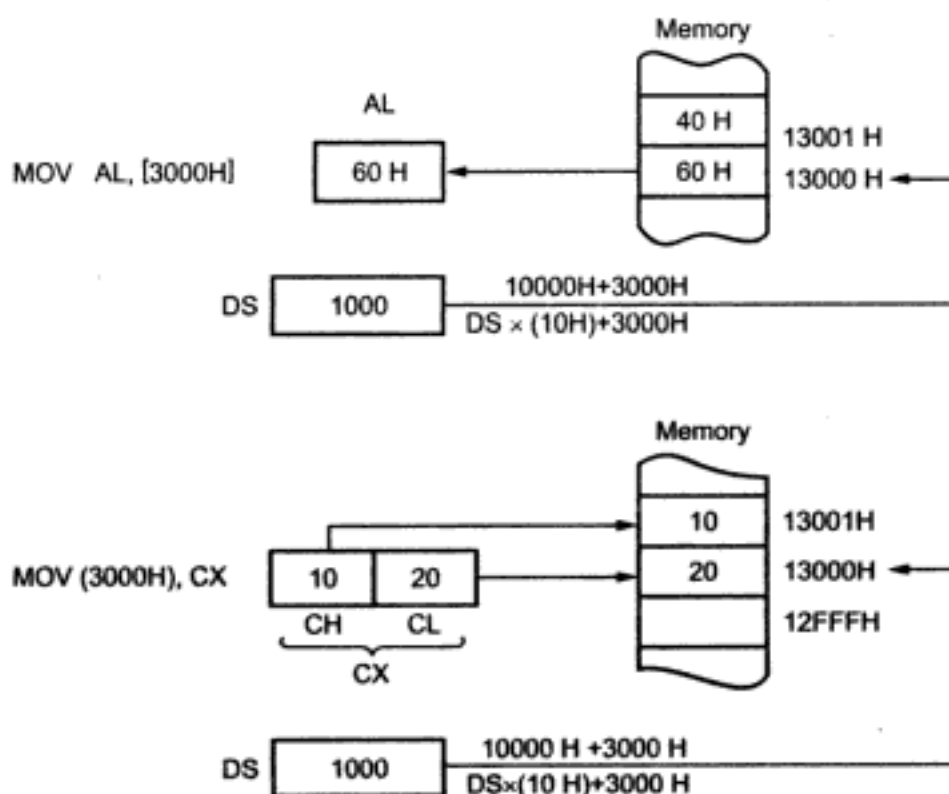 Memory
AL
40 H
13001 H
MOV AL, [3000H]
60 H
60 H
13000 H
DS
1000
10000H+3000H
DS × (10H)+3000H
Memory
10
13001H
MOV (3000H), CX
10
20
20
13000H
CH
CL
12FFFH
CX
DS
1000
10000 H +3000 H
DS×(10 H)+3000 H